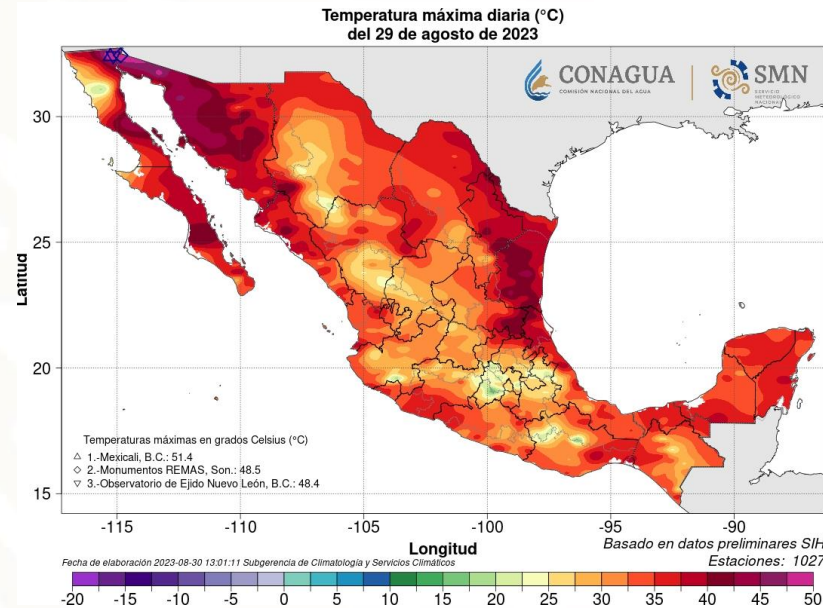 Temperatura máxima diaria (°C)
del 29 de agosto de 2023
CONAGUA
COMISIÓN NACIONAL DEL AGUA
SMN
SERVICIO
METEOROLÓGICO
NACIONAL
30
25
20
15
Latitud
Temperaturas máximas en grados Celsius (°C)
1.-Mexicali, B.C.: 51.4
2.-Monumentos REMAS, Son.: 48.5
3.-Observatorio de Ejido Nuevo León, B.C.: 48.4
-115 -110 -105 -100 -95 -90
Longitud
Basado en datos preliminares SIH
Fecha de elaboración 2023-08-30 13:01:11 Subgerencia de Climatología y Servicios Climáticos
Estaciones: 1027
-20 -15 -10 -5 0 5 10 15 20 25 30 35 40 45 50